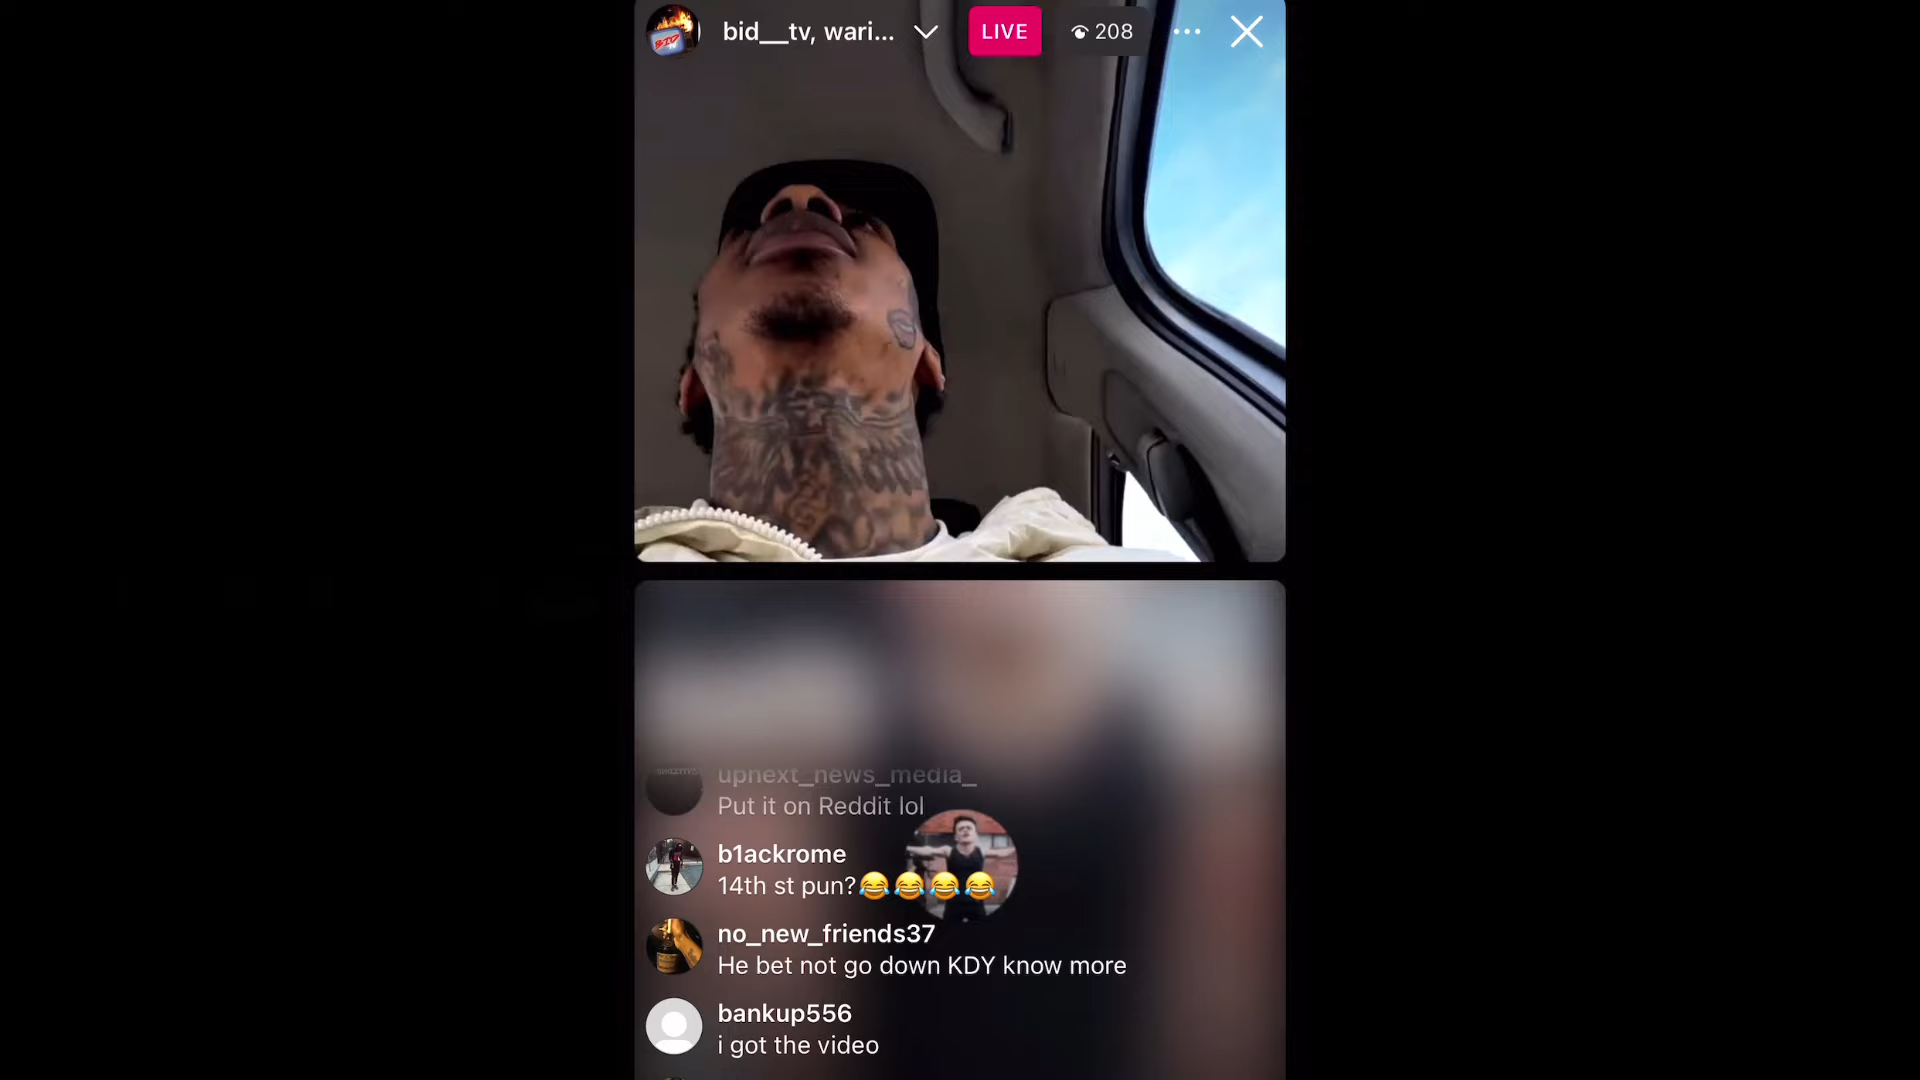 bid__tv, wari...
LIVE
208
upnext_news_media_
Put it on Reddit lol
b1ackrome
14th st pun?😂😂😂😂
no_new_friends37
He bet not go down KDY know more
bankup556
i got the video